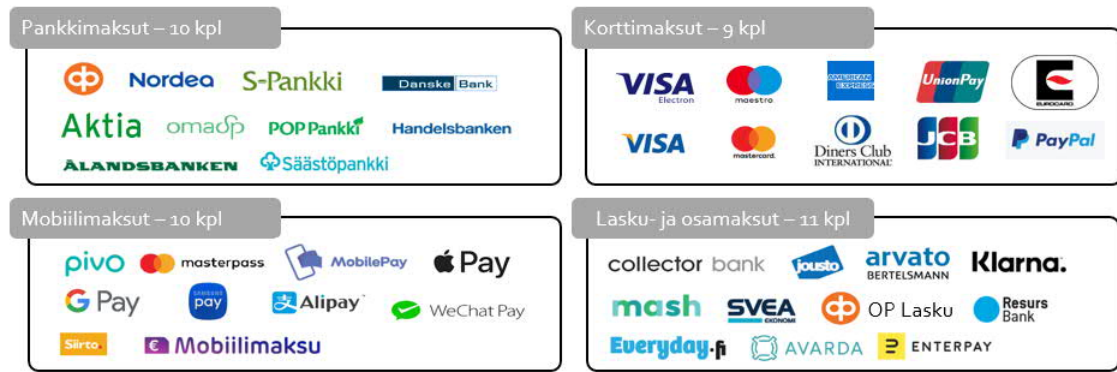 Pankkimaksut – 10 kpl
Nordea S-Pankki Danske Bank
Aktia omasp POP Pankki Handelsbanken
ÅLANDSBANKEN Säästöpankki
Korttimaksut – 9 kpl
VISA Electron maestro AMERICAN EXPRESS UnionPay EUROCARD
VISA mastercard. Diners Club INTERNATIONAL JCB PayPal
Mobiilimaksut – 10 kpl
pivo masterpass MobilePay Pay
G Pay SAMSUNG pay Alipay WeChat Pay
Siirto. € Mobiilimaksu
Lasku- ja osamaksut – 11 kpl
collector bank jousto arvato BERTELSMANN Klarna.
mash SVEA EKONOMI OP Lasku Resurs Bank
Everyday.fi AVARDA ENTERPAY